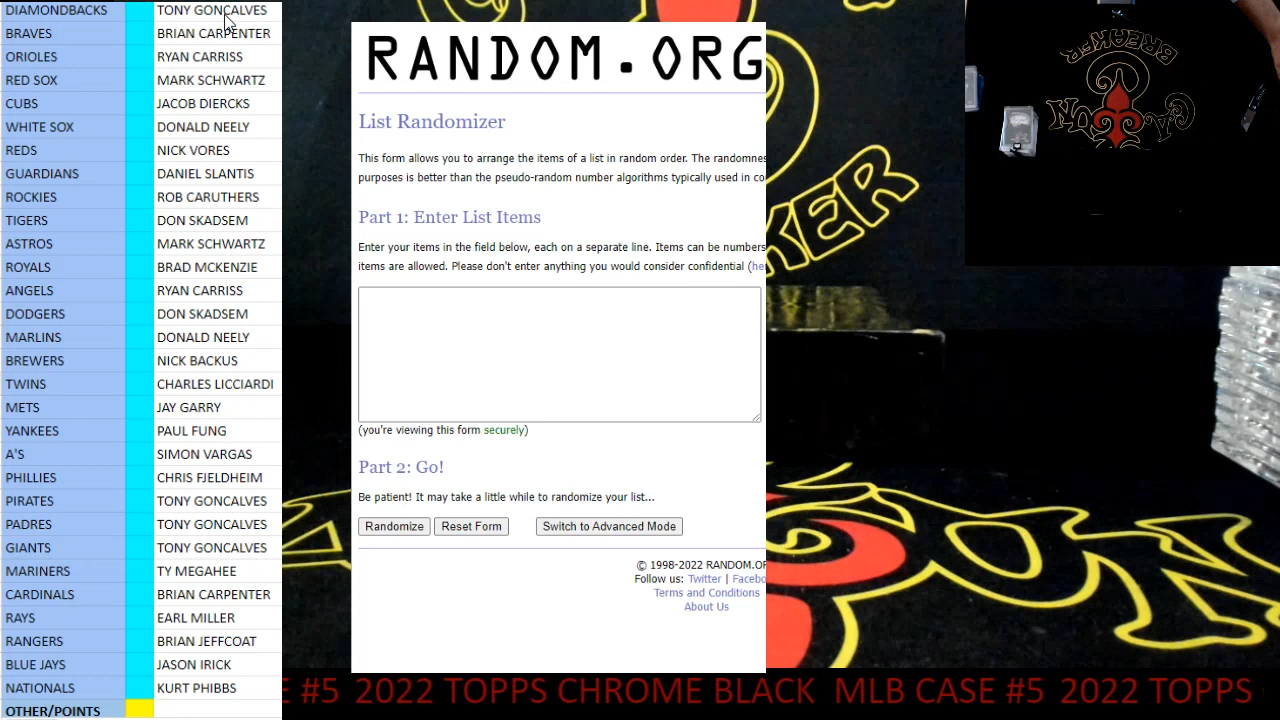 DIAMONDBACKS TONY GONCALVES
BRAVES BRIAN CARPENTER
ORIOLES RYAN CARRISS
RED SOX MARK SCHWARTZ
CUBS JACOB DIERCKS
WHITE SOX DONALD NEELY
REDS NICK VORES
GUARDIANS DANIEL SLANTIS
ROCKIES ROB CARUTHERS
TIGERS DON SKADSEM
ASTROS MARK SCHWARTZ
ROYALS BRAD MCKENZIE
ANGELS RYAN CARRISS
DODGERS DON SKADSEM
MARLINS DONALD NEELY
BREWERS NICK BACKUS
TWINS CHARLES LICCIARDI
METS JAY GARRY
YANKEES PAUL FUNG
A'S SIMON VARGAS
PHILLIES CHRIS FJELDHEIM
PIRATES TONY GONCALVES
PADRES TONY GONCALVES
GIANTS TONY GONCALVES
MARINERS TY MEGAHEE
CARDINALS BRIAN CARPENTER
RAYS EARL MILLER
RANGERS BRIAN JEFFCOAT
BLUE JAYS JASON IRICK
NATIONALS KURT PHIBBS
OTHER/POINTS
RANDOM.ORG
List Randomizer
This form allows you to arrange the items of a list in random order. The randomnes
purposes is better than the pseudo-random number algorithms typically used in co
Part 1: Enter List Items
Enter your items in the field below, each on a separate line. Items can be numbers
items are allowed. Please don't enter anything you would consider confidential (he
(you're viewing this form securely)
Part 2: Go!
Be patient! It may take a little while to randomize your list...
Randomize Reset Form Switch to Advanced Mode
© 1998-2022 RANDOM.OR
Follow us: Twitter | Facebo
Terms and Conditions
About Us
BREAKER
CAJUN
KER
E #5 2022 TOPPS CHROME BLACK MLB CASE #5 2022 TOPPS